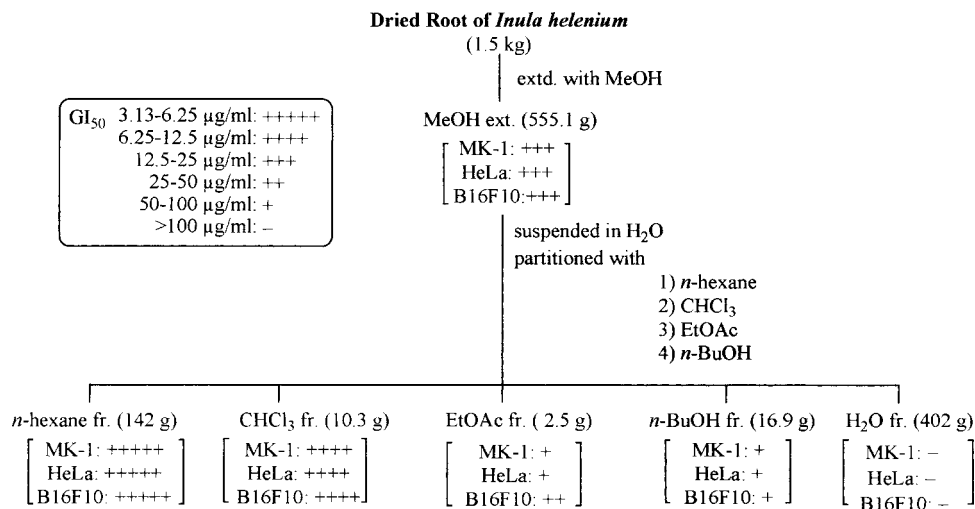 Dried Root of Inula helenium
(1.5 kg)
extd. with MeOH
GI50 3.13-6.25 µg/ml: +++++
6.25-12.5 µg/ml: ++++
12.5-25 µg/ml: +++
25-50 µg/ml: ++
50-100 µg/ml: +
>100 µg/ml: –
MeOH ext. (555.1 g)
MK-1: +++
HeLa: +++
B16F10:+++
suspended in H2O
partitioned with
1) n-hexane
2) CHCl3
3) EtOAc
4) n-BuOH
n-hexane fr. (142 g)
MK-1: +++++
HeLa: +++++
B16F10: +++++
CHCl3 fr. (10.3 g)
MK-1: ++++
HeLa: ++++
B16F10: ++++
EtOAc fr. ( 2.5 g)
MK-1: +
HeLa: +
B16F10: ++
n-BuOH fr. (16.9 g)
MK-1: +
HeLa: +
B16F10: +
H2O fr. (402 g)
MK-1: –
HeLa: –
B16F10: –